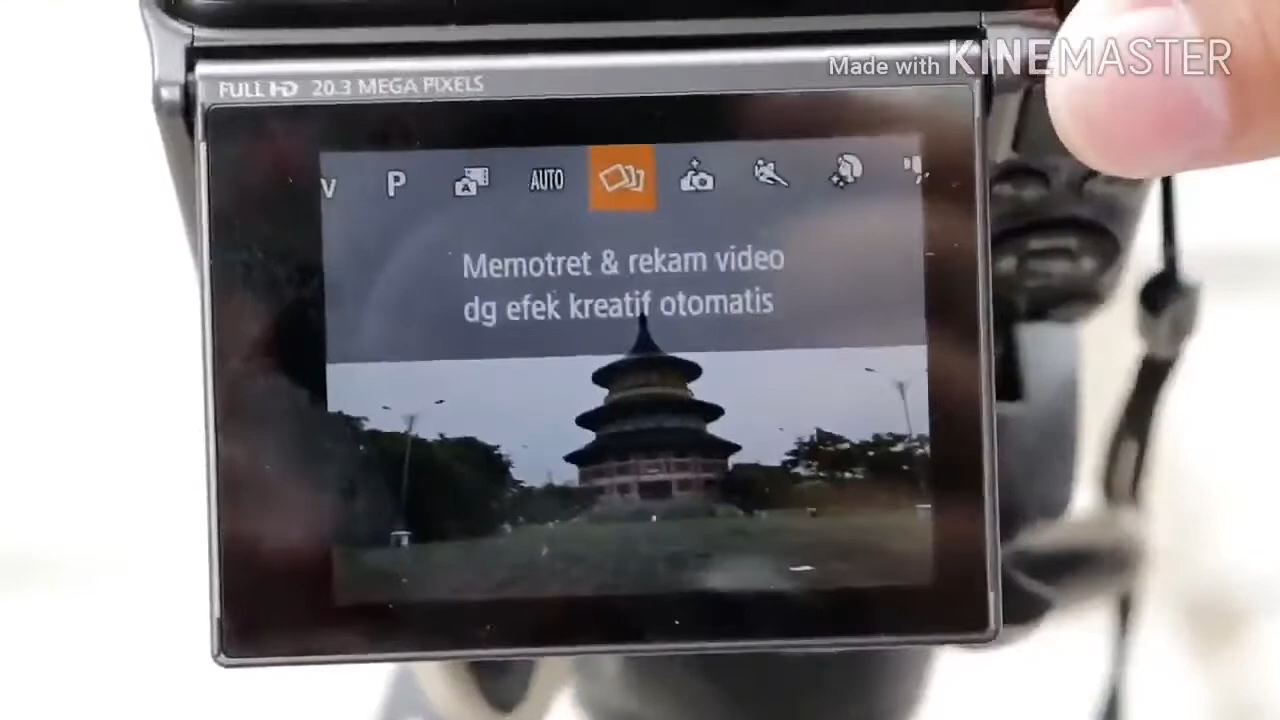 Made with KINEMASTER
FULL HD 20.3 MEGA PIXELS
P
A
AUTO
Memotret & rekam video
dg efek kreatif otomatis